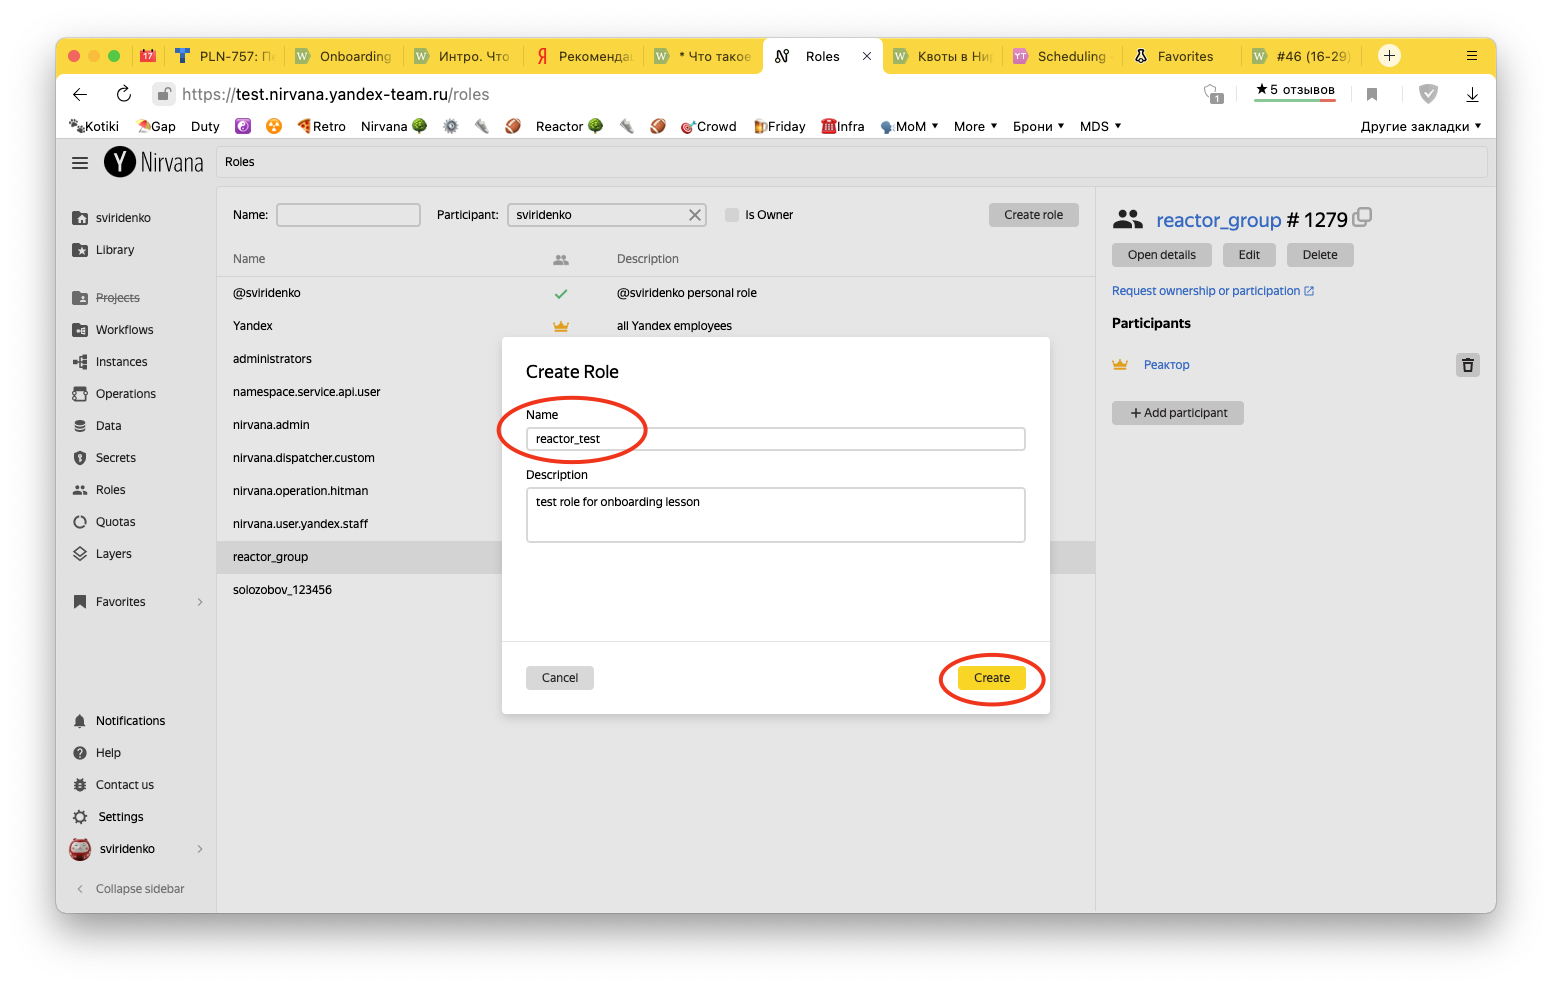 17 PLN-757: П Onboarding Интро. Что Рекоменда * Что такое Roles Квоты в Ни YT Scheduling Favorites #46 (16-29)
https://test.nirvana.yandex-team.ru/roles 1 ★5 отзывов
Kotiki Gap Duty Retro Nirvana Reactor Crowd Friday Infra MoM More Брони MDS Другие закладки
Y Nirvana Roles
sviridenko
Library
Projects
Workflows
Instances
Operations
Data
Secrets
Roles
Quotas
Layers
Favorites
Notifications
Help
Contact us
Settings
sviridenko
Collapse sidebar
Name: Participant: sviridenko Is Owner Create role
Name Description
@sviridenko @sviridenko personal role
Yandex all Yandex employees
administrators
namespace.service.api.user
nirvana.admin
nirvana.dispatcher.custom
nirvana.operation.hitman
nirvana.user.yandex.staff
reactor_group
solozobov_123456
Create Role
Name
reactor_test
Description
test role for onboarding lesson
Cancel Create
reactor_group # 1279
Open details Edit Delete
Request ownership or participation
Participants
Реактор
+ Add participant